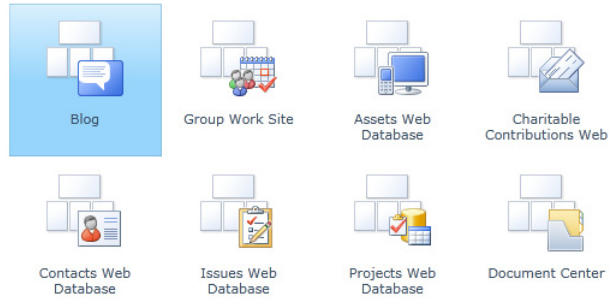 Blog
Group Work Site
Assets Web
Database
Charitable
Contributions Web
Contacts Web
Database
Issues Web
Database
Projects Web
Database
Document Center